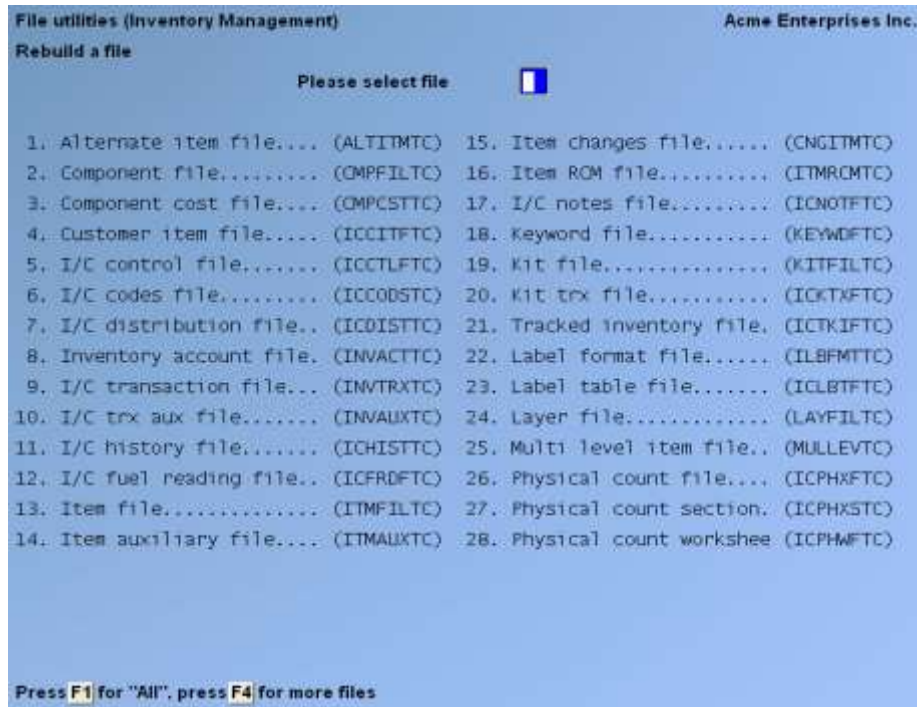 File utilities (Inventory Management) Acme Enterprises Inc.
Rebuild a file
Please select file
1. Alternate item file.... (ALTITMTC) 15. Item changes file...... (CNGITMTC)
2. Component file......... (CMPFILTC) 16. Item RCM file.......... (ITMRCMTC)
3. Component cost file.... (CMPCSTTC) 17. I/C notes file......... (ICNOTFTC)
4. Customer item file..... (ICCITFTC) 18. Keyword file........... (KEYWDFTC)
5. I/C control file....... (ICCTLFTC) 19. Kit file............... (KITFILTC)
6. I/C codes file......... (ICCODSTC) 20. Kit trx file........... (ICKTXFTC)
7. I/C distribution file.. (ICDISTTC) 21. Tracked inventory file. (ICTKIFTC)
8. Inventory account file. (INVACTTC) 22. Label format file...... (ILBFMTTC)
9. I/C transaction file... (INVTRXTC) 23. Label table file....... (ICLBTFTC)
10. I/C trx aux file....... (INVAUXTC) 24. Layer file............. (LAYFILTC)
11. I/C history file....... (ICHISTTC) 25. Multi level item file.. (MULLEVTC)
12. I/C fuel reading file.. (ICFRDFTC) 26. Physical count file.... (ICPHXFTC)
13. Item file.............. (ITMFILTC) 27. Physical count section. (ICPHXSTC)
14. Item auxiliary file.... (ITMAUXTC) 28. Physical count workshee (ICPHWFTC)
Press F1 for "All", press F4 for more files